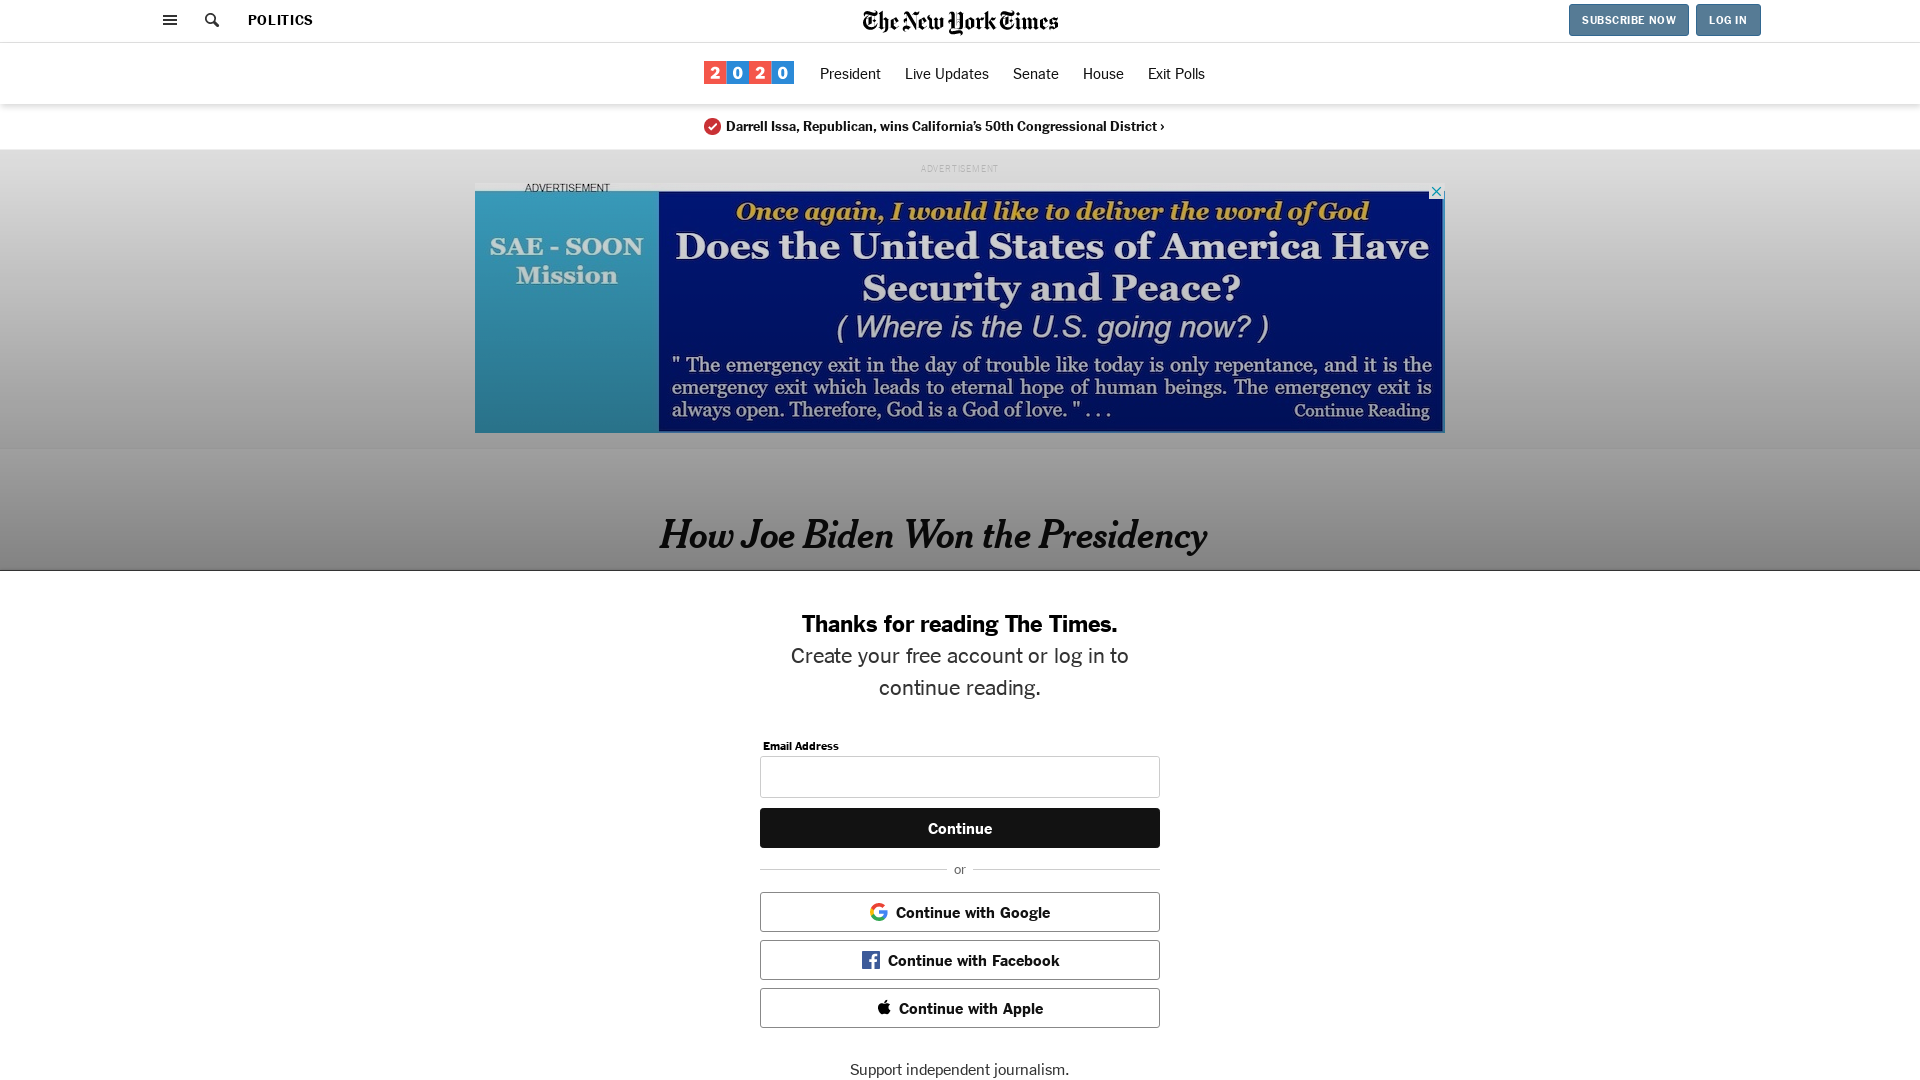 POLITICS
The New York Times
SUBSCRIBE NOW
LOG IN
2020
President
Live Updates
Senate
House
Exit Polls
Darrell Issa, Republican, wins California’s 50th Congressional District ›
ADVERTISEMENT
ADVERTISEMENT
SAE - SOON
Mission
Once again, I would like to deliver the word of God
Does the United States of America Have
Security and Peace?
( Where is the U.S. going now? )
" The emergency exit in the day of trouble like today is only repentance, and it is the
emergency exit which leads to eternal hope of human beings. The emergency exit is
always open. Therefore, God is a God of love. " . . .
Continue Reading
How Joe Biden Won the Presidency
Thanks for reading The Times.
Create your free account or log in to
continue reading.
Email Address
Continue
or
Continue with Google
Continue with Facebook
Continue with Apple
Support independent journalism.